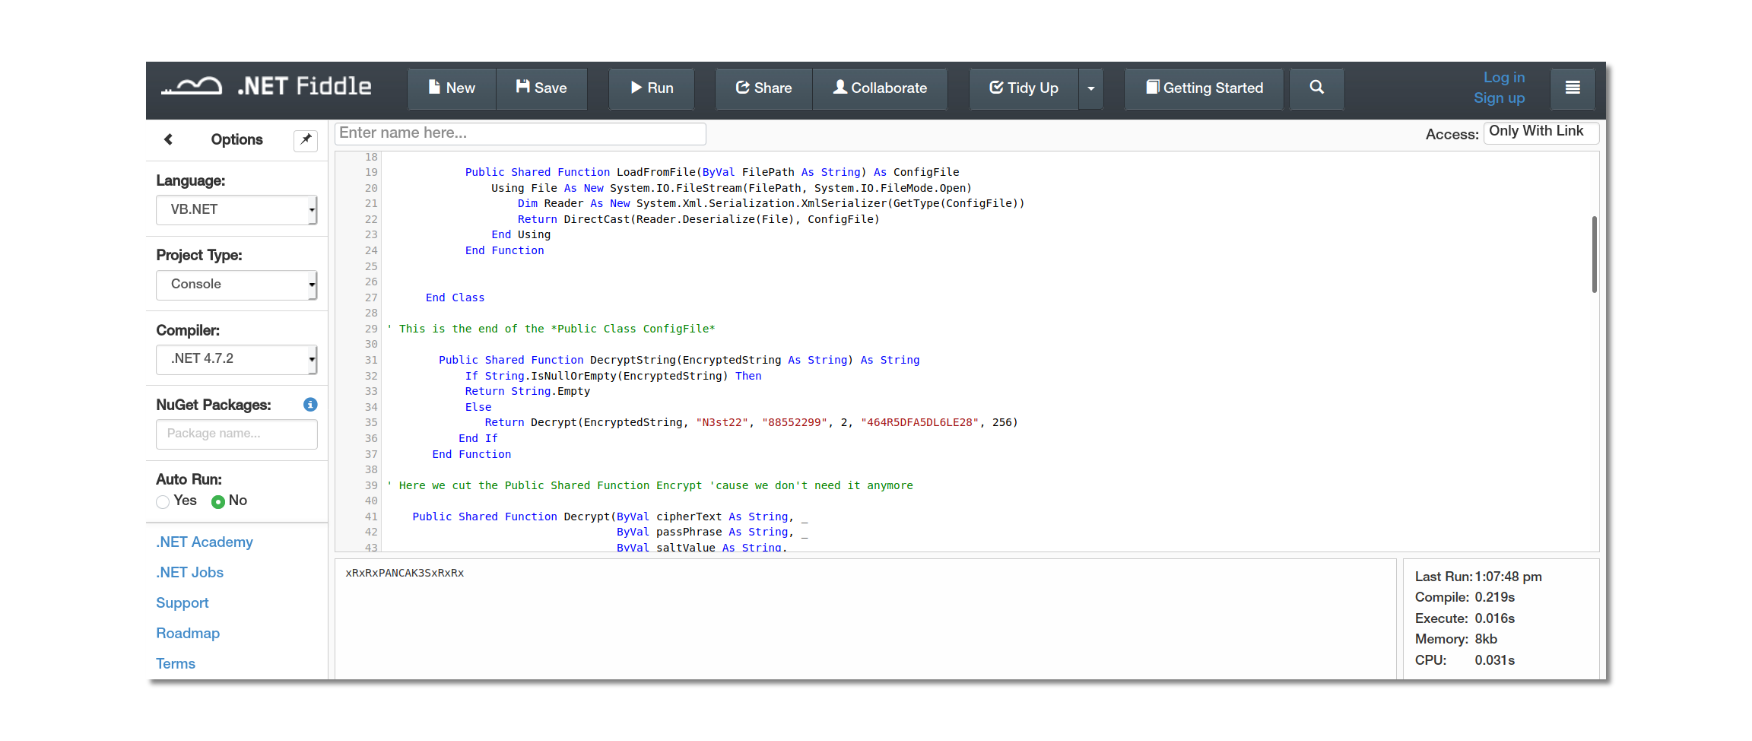 .NET Fiddle
New
Save
Run
Share
Collaborate
Tidy Up
Getting Started
Log in
Sign up
Options
Enter name here...
Access: Only With Link
Language:
VB.NET
Project Type:
Console
Compiler:
.NET 4.7.2
NuGet Packages:
Package name...
Auto Run:
Yes No
.NET Academy
.NET Jobs
Support
Roadmap
Terms
18
19 Public Shared Function LoadFromFile(ByVal FilePath As String) As ConfigFile
20 Using File As New System.IO.FileStream(FilePath, System.IO.FileMode.Open)
21 Dim Reader As New System.Xml.Serialization.XmlSerializer(GetType(ConfigFile))
22 Return DirectCast(Reader.Deserialize(File), ConfigFile)
23 End Using
24 End Function
25
26
27 End Class
28
29 ' This is the end of the *Public Class ConfigFile*
30
31 Public Shared Function DecryptString(EncryptedString As String) As String
32 If String.IsNullOrEmpty(EncryptedString) Then
33 Return String.Empty
34 Else
35 Return Decrypt(EncryptedString, "N3st22", "88552299", 2, "464R5DFA5DL6LE28", 256)
36 End If
37 End Function
38
39 ' Here we cut the Public Shared Function Encrypt 'cause we don't need it anymore
40
41 Public Shared Function Decrypt(ByVal cipherText As String, _
42 ByVal passPhrase As String, _
43 ByVal saltValue As String,
xRxRxPANCAK3SxRxRx
Last Run: 1:07:48 pm
Compile: 0.219s
Execute: 0.016s
Memory: 8kb
CPU: 0.031s